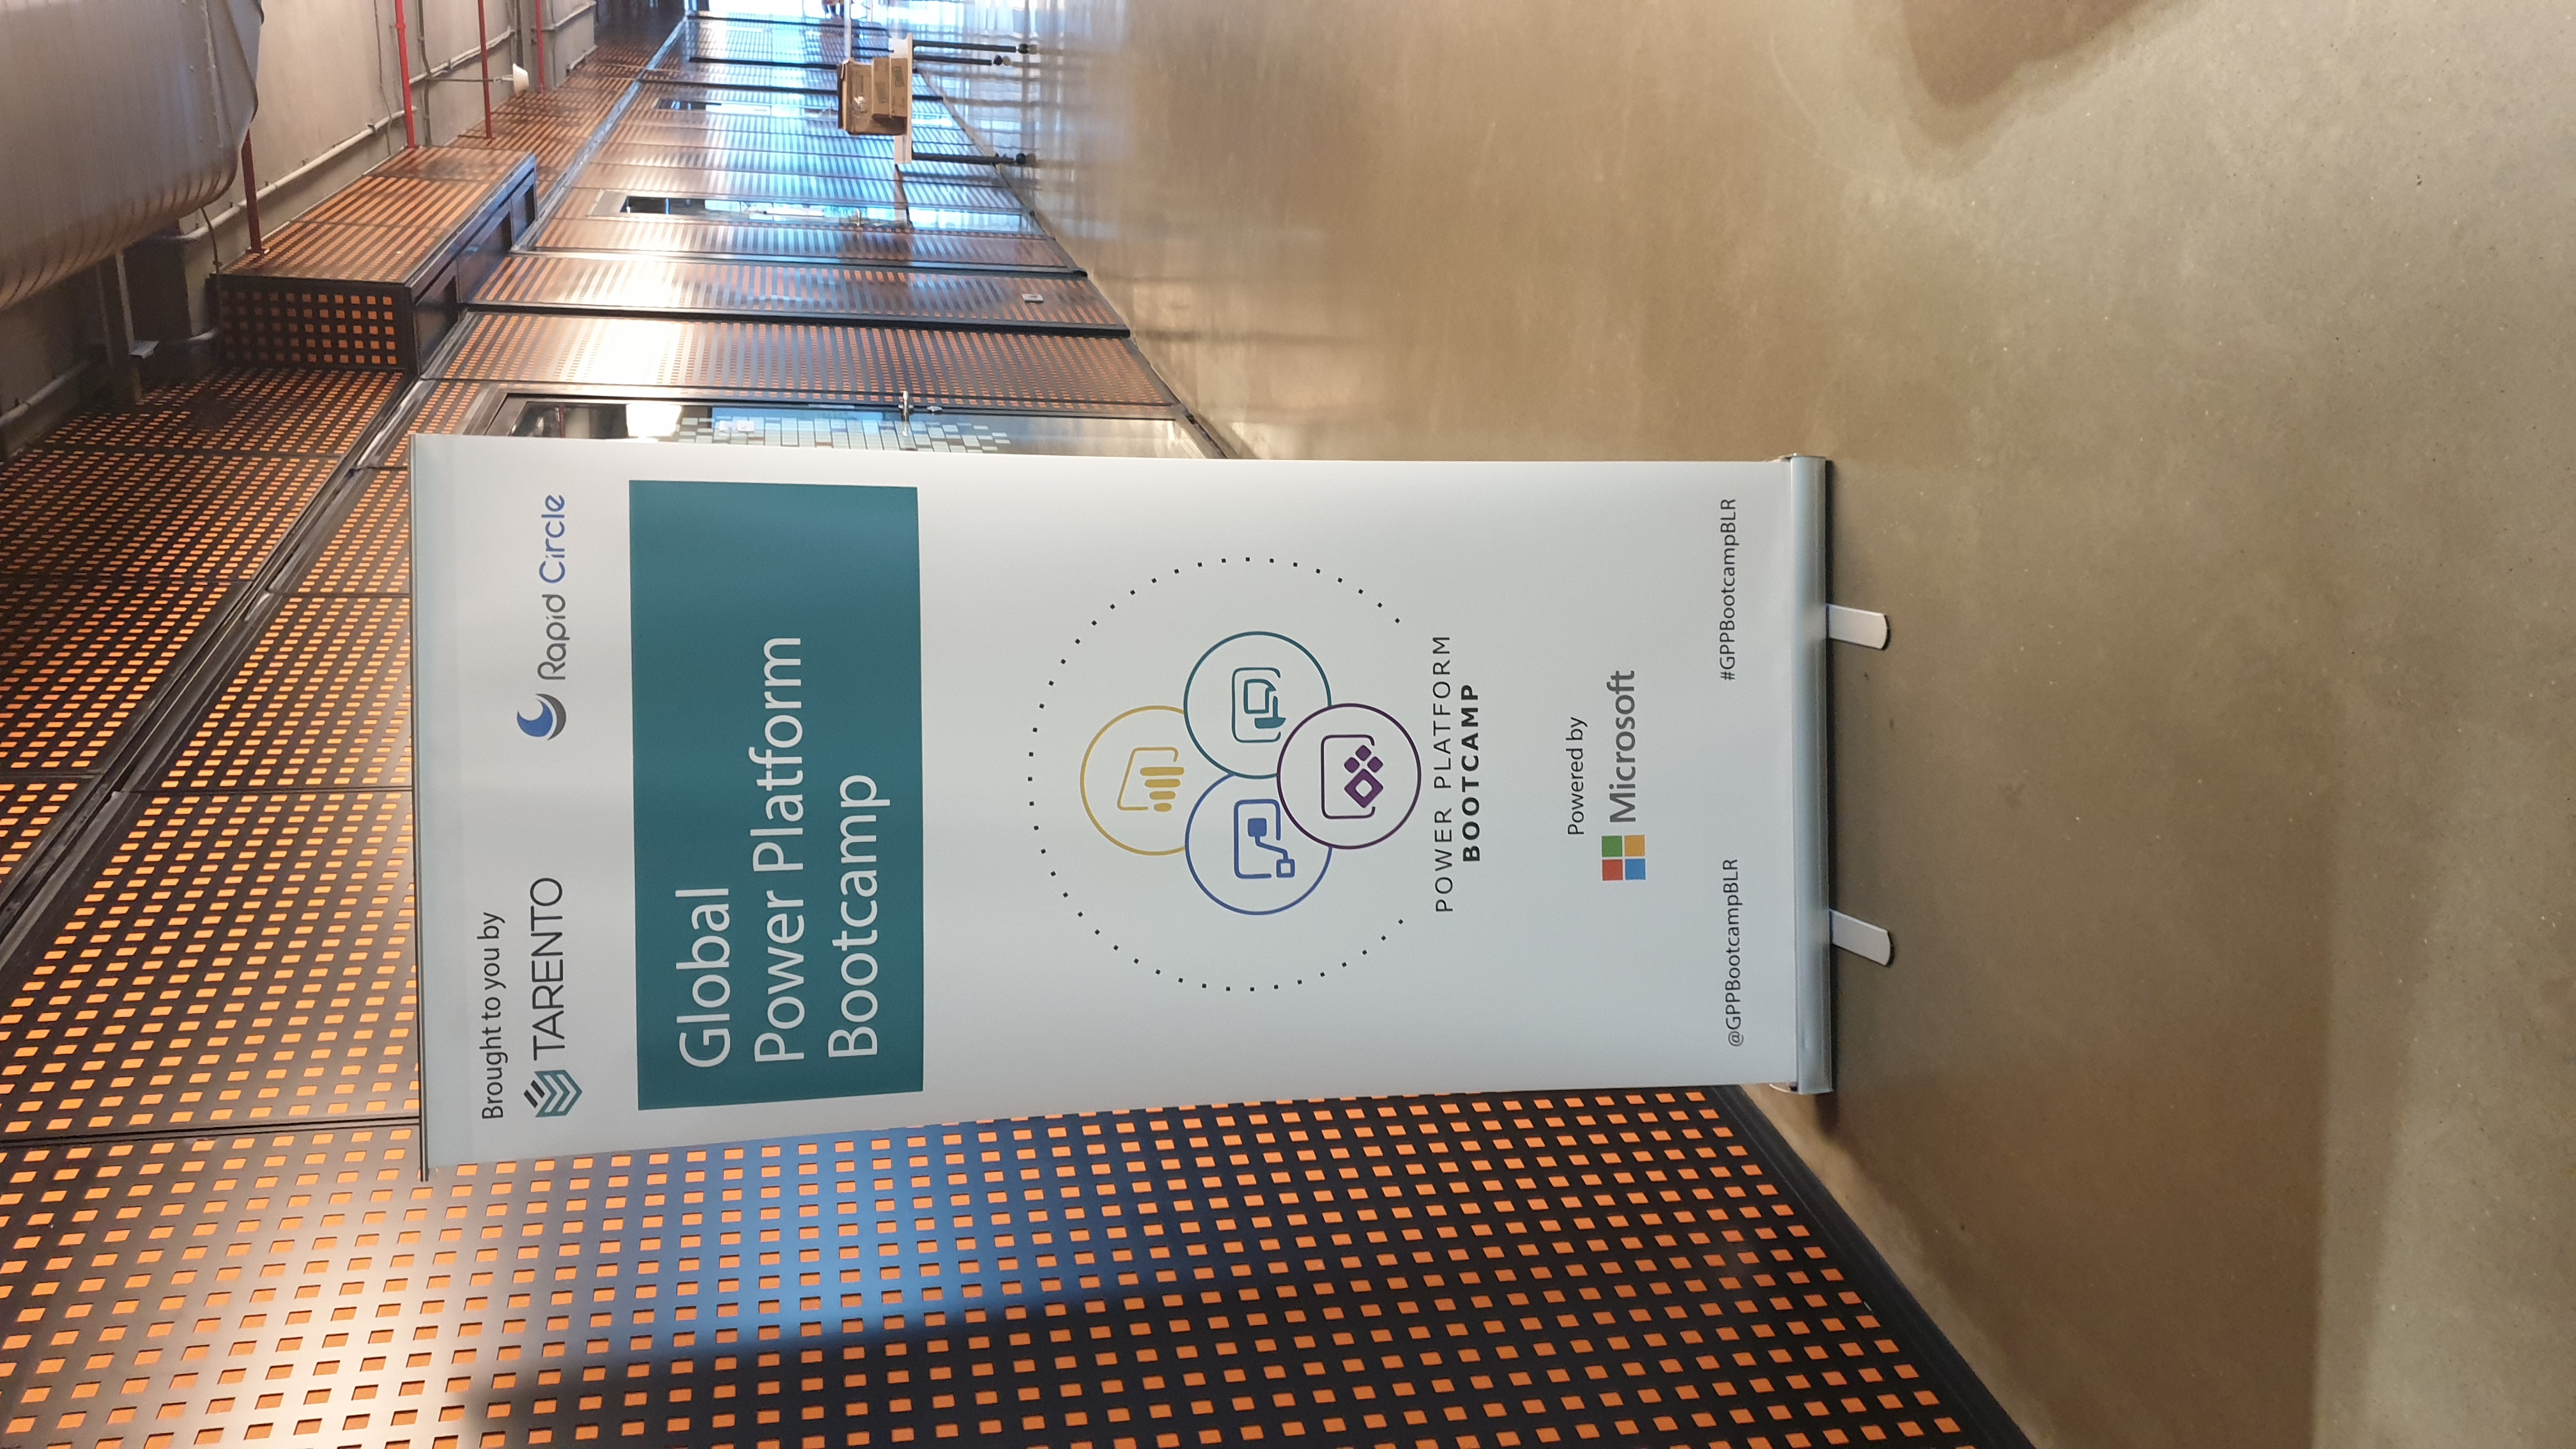 Brought to you by
TARENTO
Rapid Circle
Global
Power Platform
Bootcamp
POWER PLATFORM
BOOTCAMP
Powered by
Microsoft
@GPPBootcampBLR
#GPPBootcampBLR